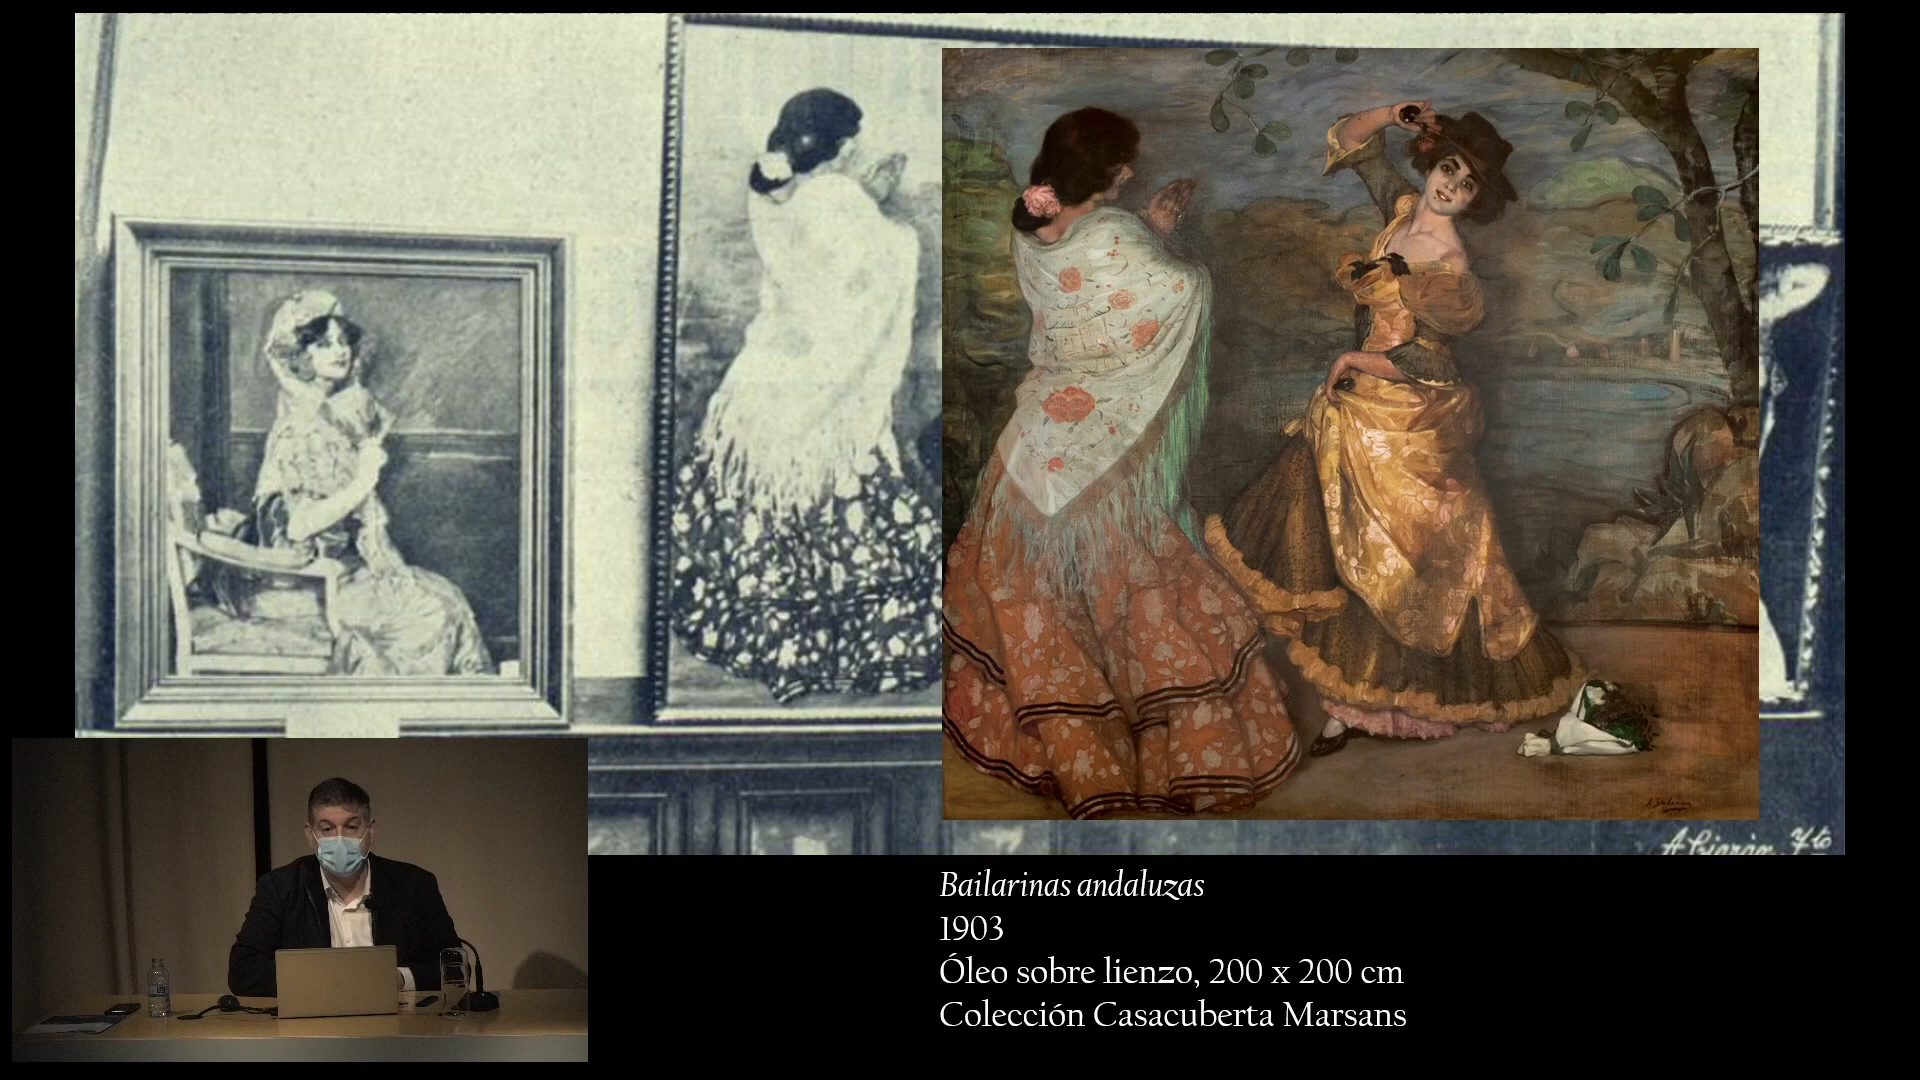 Bailarinas andaluzas
1903
Óleo sobre lienzo, 200 x 200 cm
Colección Casacuberta Marsans